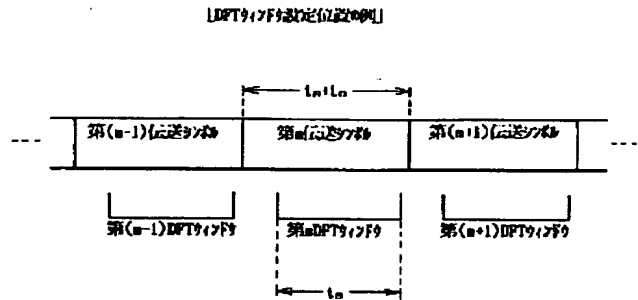 DFTウィンドウ設定位置の例
第(m-1)伝送シンボル
第m伝送シンボル
第(m+1)伝送シンボル
第(m-1)DFTウィンドウ
第mDFTウィンドウ
第(m+1)DFTウィンドウ